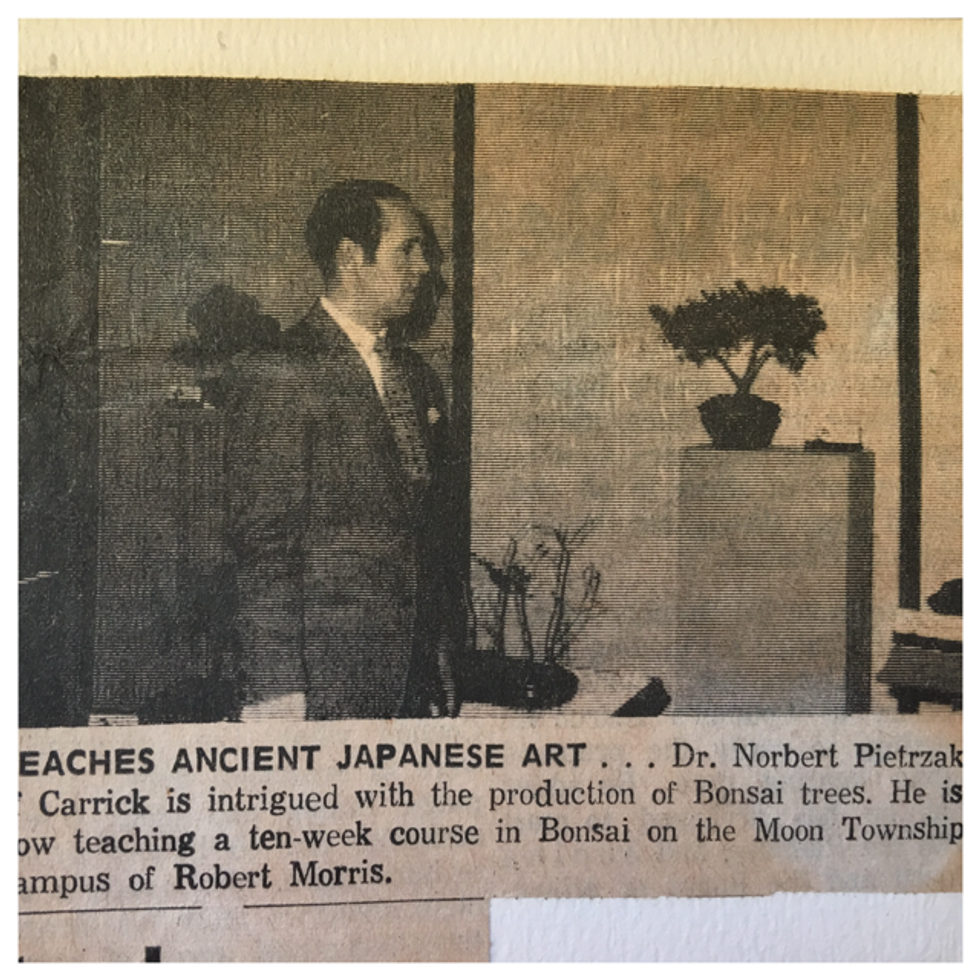 EACHES ANCIENT JAPANESE ART . . . Dr. Norbert Pietrzak
f Carrick is intrigued with the production of Bonsai trees. He is
ow teaching a ten-week course in Bonsai on the Moon Township
ampus of Robert Morris.